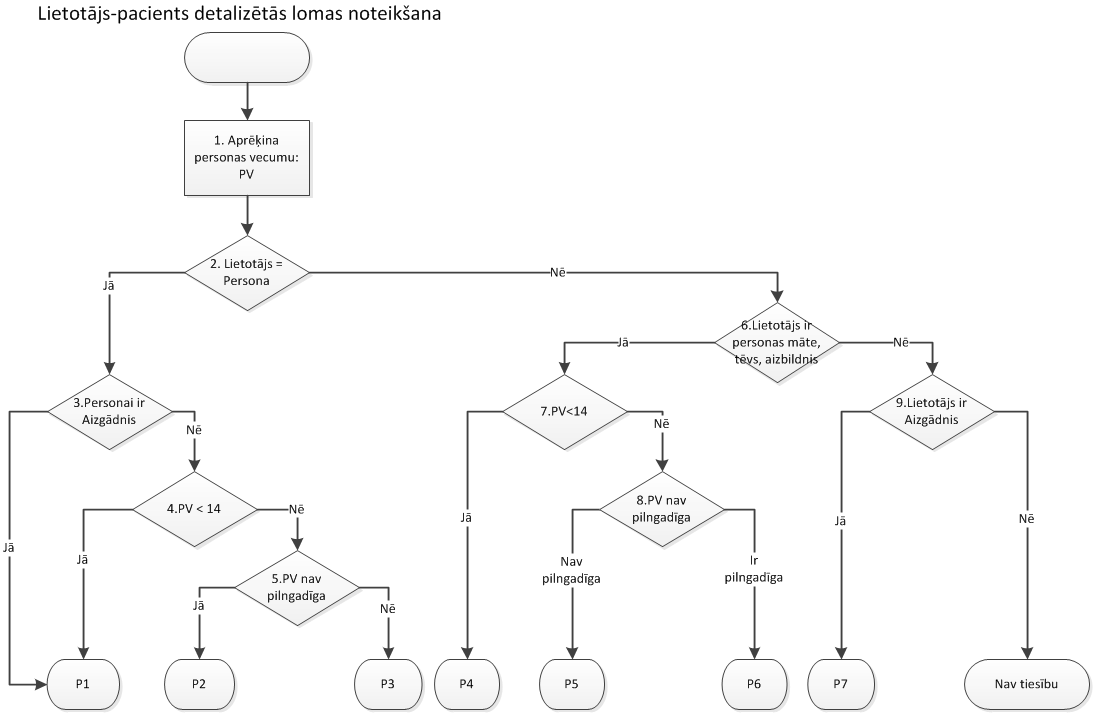 Lietotājs-pacients detalizētās lomas noteikšana
1. Aprēķina
personas vecumu:
PV
2. Lietotājs =
Persona
Jā
Nē
6.Lietotājs ir
personas māte,
tēvs, aizbildnis
Jā
Nē
3.Personai ir
Aizgādnis
7.PV<14
9.Lietotājs ir
Aizgādnis
Nē
Nē
4.PV < 14
8.PV nav
pilngadīga
Nē
Jā
Jā
Nē
Jā
Jā
Nav
pilngadīga
Ir
pilngadīga
5.PV nav
pilngadīga
Jā
Nē
P1
P2
P3
P4
P5
P6
P7
Nav tiesību